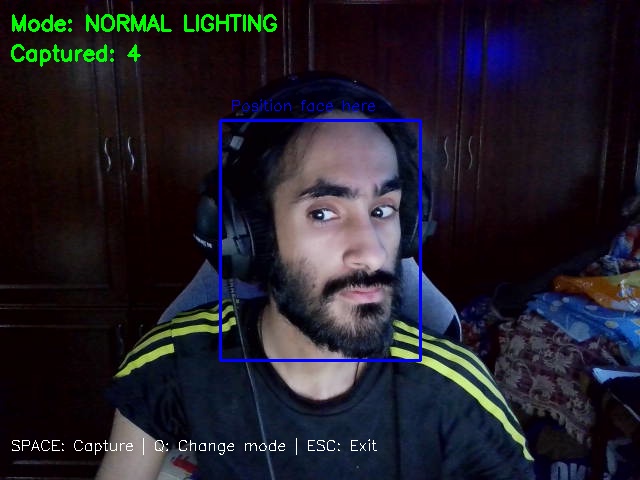 Mode: NORMAL LIGHTING
Captured: 4
Position face here
SPACE: Capture | Q: Change mode | ESC: Exit